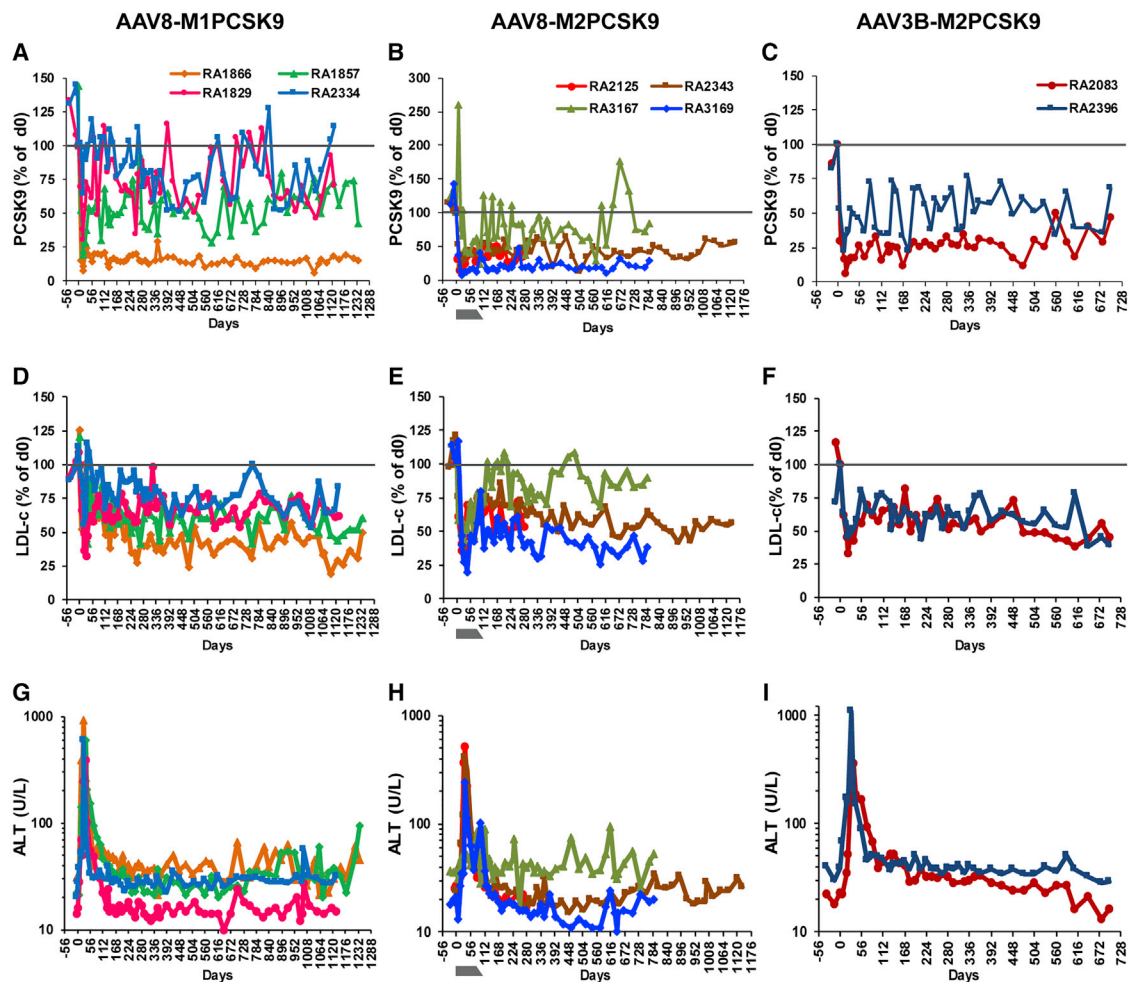 AAV8-M1PCSK9
AAV8-M2PCSK9
AAV3B-M2PCSK9
A
PCSK9 (% of d0)
150
125
100
75
50
25
0
RA1866
RA1857
RA1829
RA2334
-56 0 56 112 168 224 280 336 392 448 504 560 616 672 728 784 840 896 952 1008 1064 1120 1176 1232 1288
Days
B
PCSK9 (% of d0)
300
250
200
150
100
50
0
RA2125
RA2343
RA3167
RA3169
-56 0 56 112 168 224 280 336 392 448 504 560 616 672 728 784 840 896 952 1008 1064 1120 1176
Days
C
PCSK9 (% of d0)
150
125
100
75
50
25
0
RA2083
RA2396
-56 0 56 112 168 224 280 336 392 448 504 560 616 672 728
Days
D
LDL-c (% of d0)
150
125
100
75
50
25
0
-56 0 56 112 168 224 280 336 392 448 504 560 616 672 728 784 840 896 952 1008 1064 1120 1176 1232 1288
Days
E
LDL-c (% of d0)
150
125
100
75
50
25
0
-56 0 56 112 168 224 280 336 392 448 504 560 616 672 728 784 840 896 952 1008 1064 1120 1176
Days
F
LDL-c(% of d0)
150
125
100
75
50
25
0
-56 0 56 112 168 224 280 336 392 448 504 560 616 672 728
Days
G
ALT (U/L)
1000
100
10
-56 0 56 112 168 224 280 336 392 448 504 560 616 672 728 784 840 896 952 1008 1064 1120 1176 1232 1288
Days
H
ALT (U/L)
1000
100
10
-56 0 56 112 168 224 280 336 392 448 504 560 616 672 728 784 840 896 952 1008 1064 1120 1176
Days
I
ALT (U/L)
1000
100
10
-56 0 56 112 168 224 280 336 392 448 504 560 616 672 728
Days